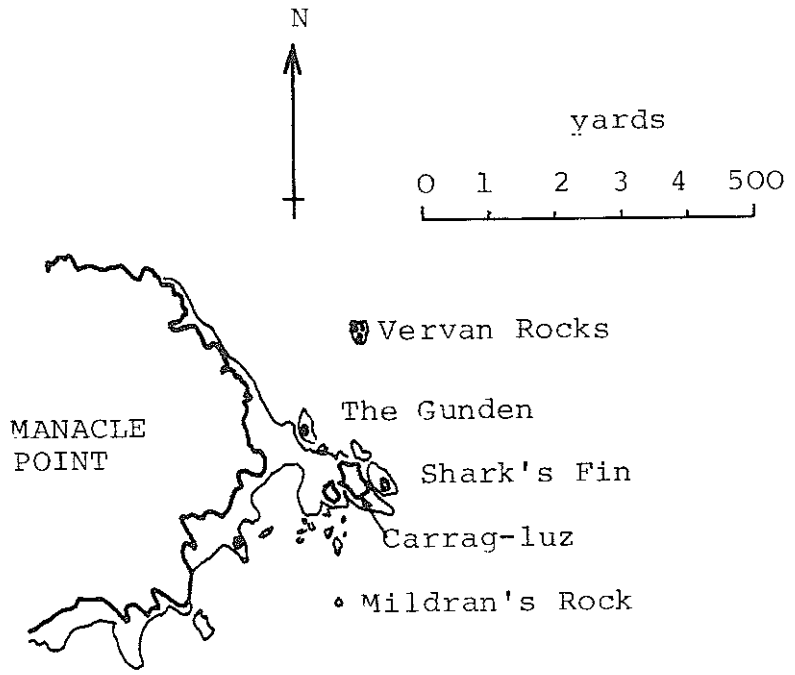 N
yards
0 1 2 3 4 500
Vervan Rocks
The Gunden
MANACLE
POINT
Shark's Fin
Carrag-luz
Mildran's Rock